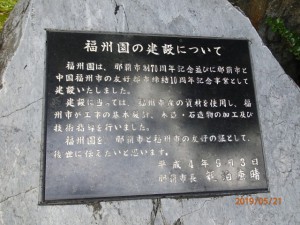 福州園の建設について
福州園は、那覇市制70周年記念並びに那覇市と
中国福州市の友好都市締結10周年記念事業として
建設いたしました。
建設に当っては、福州市の資材を使用し、福州
市が工事の基本設計、木造・石造物の加工及び
技術指導を行いました。
福州園を、那覇市と福州市の友好の証として、
後世に伝えたいと思います。
平成4年9月3日
那覇市長 親泊康晴
2019/05/21